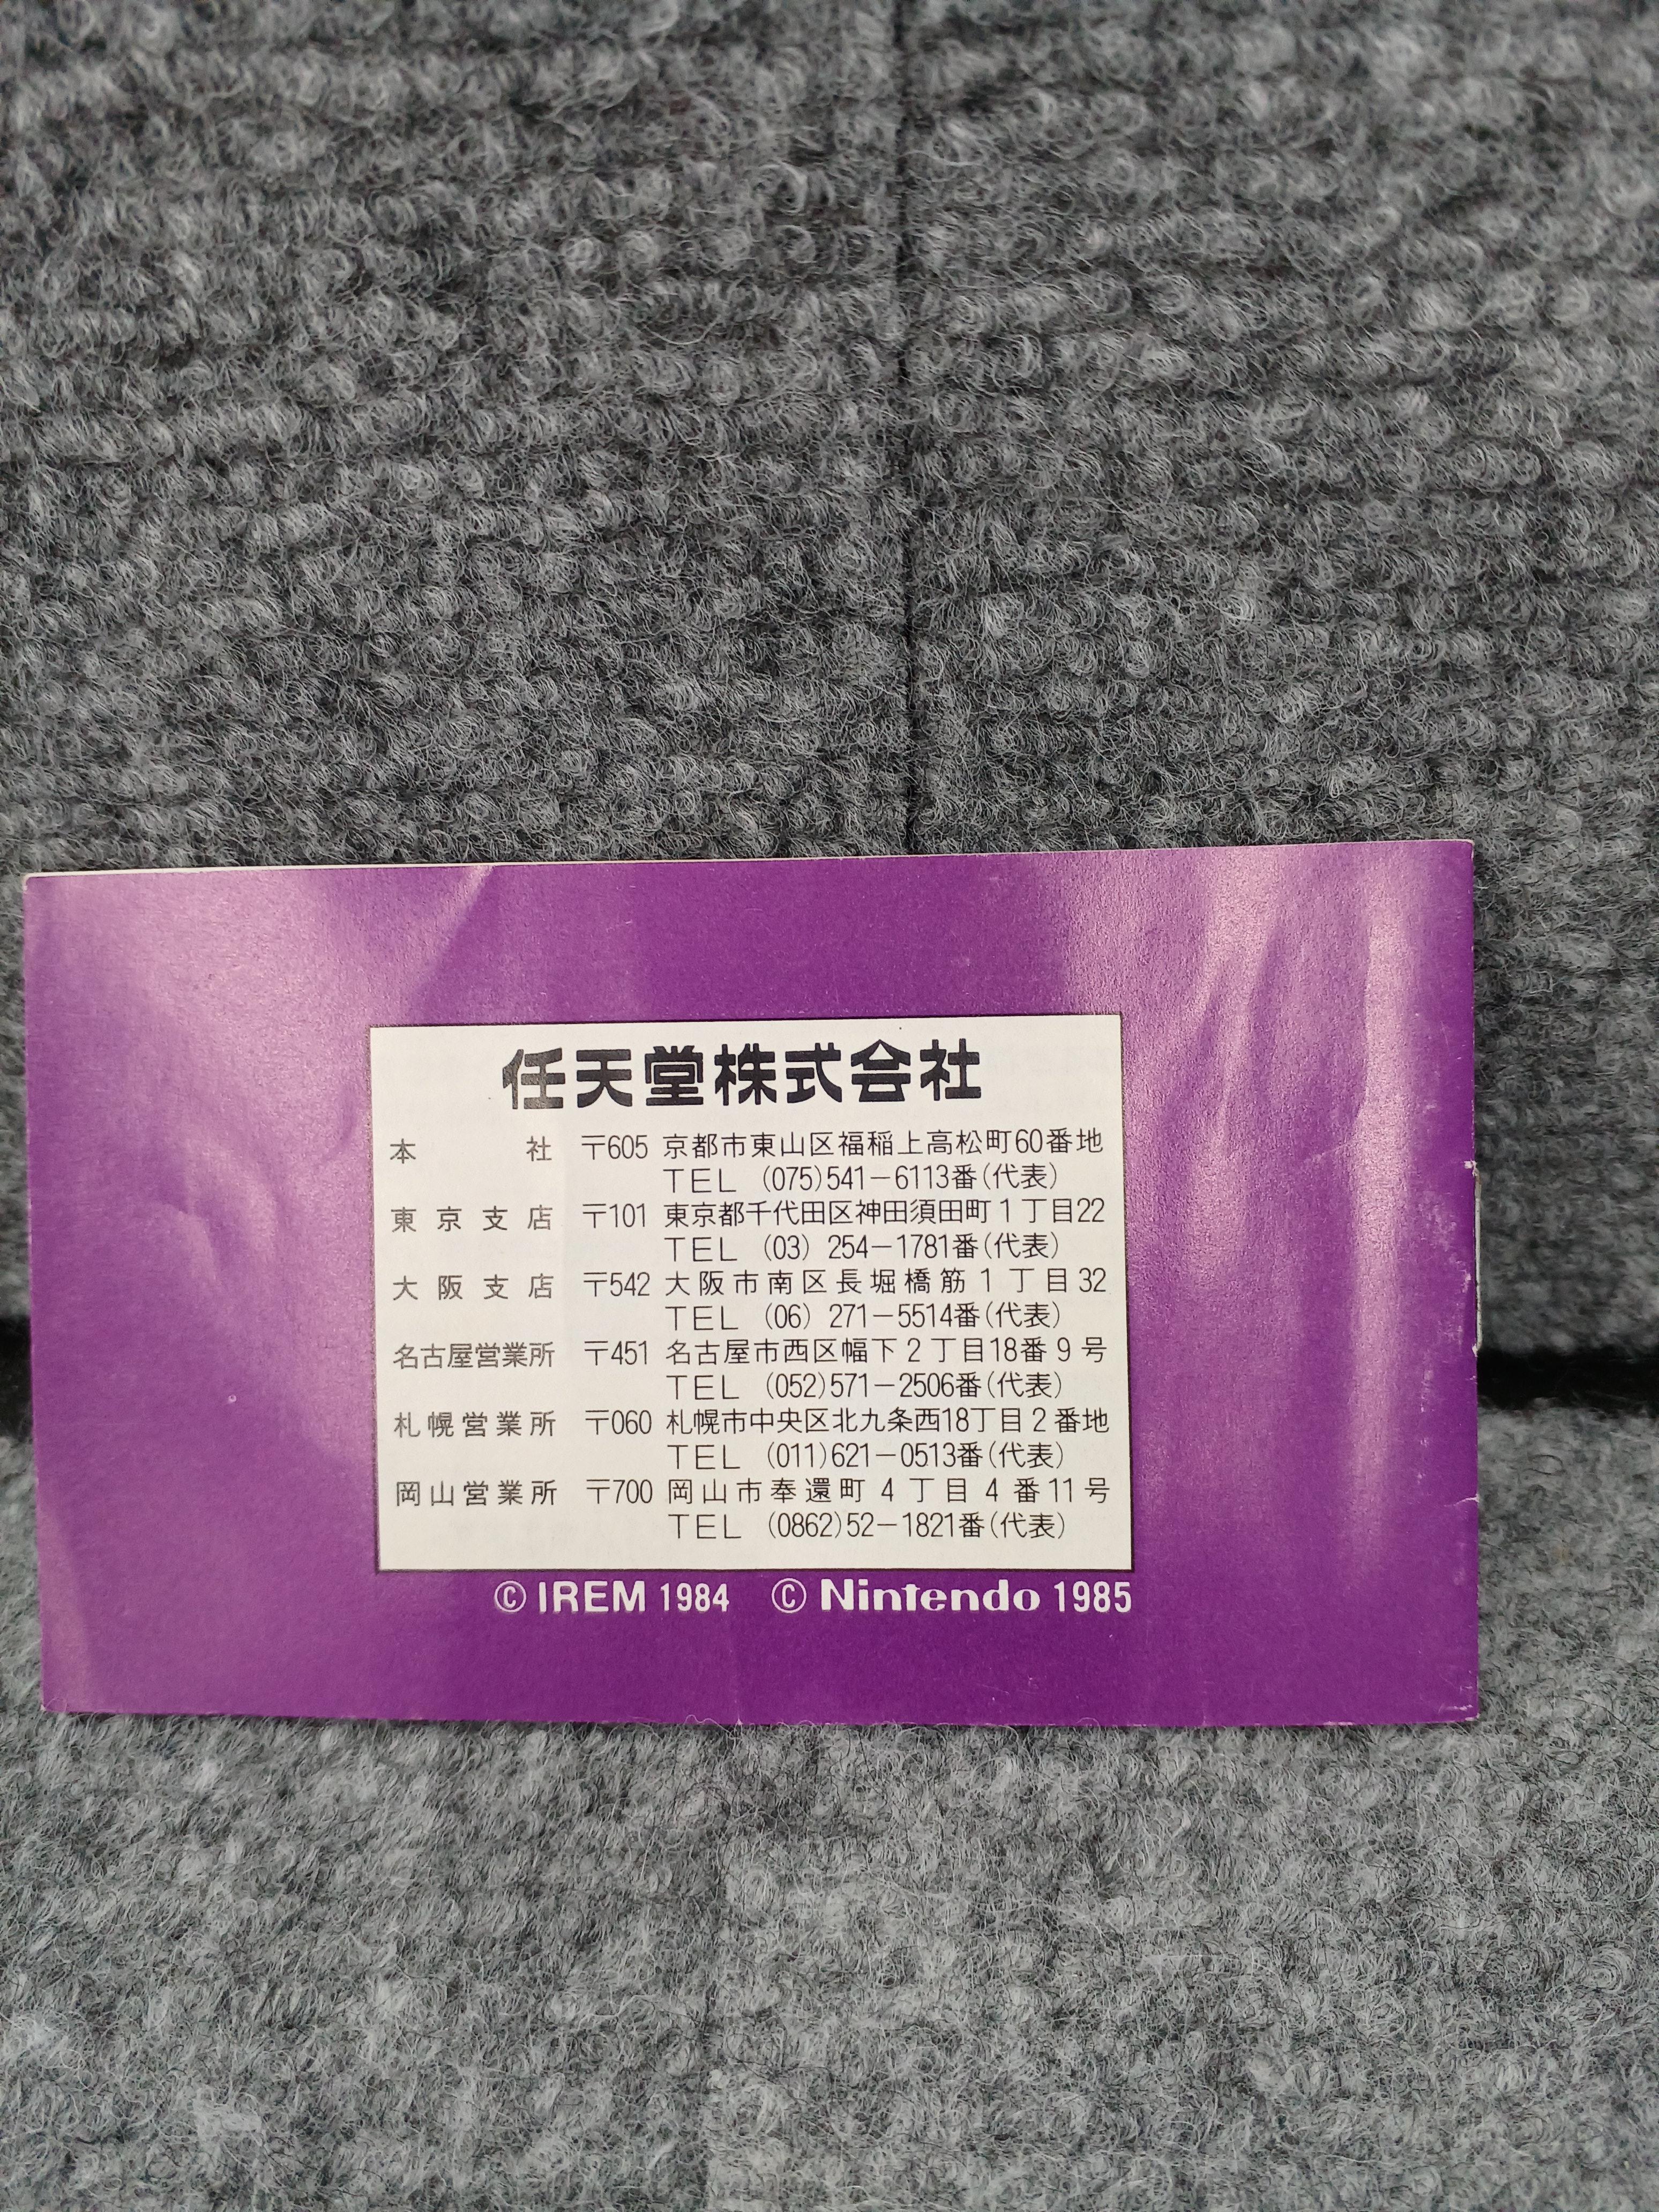 任天堂株式会社
本社 〒605 京都市東山区福稲上高松町60番地
TEL (075)541-6113番(代表)
東京支店 〒101 東京都千代田区神田須田町1丁目22
TEL (03) 254-1781番(代表)
大阪支店 〒542 大阪市南区長堀橋筋1丁目32
TEL (06) 271-5514番(代表)
名古屋営業所 〒451 名古屋市西区幅下2丁目18番9号
TEL (052)571-2506番(代表)
札幌営業所 〒060 札幌市中央区北九条西18丁目2番地
TEL (011)621-0513番(代表)
岡山営業所 〒700 岡山市奉還町4丁目4番11号
TEL (0862)52-1821番(代表)
© IREM 1984 © Nintendo 1985